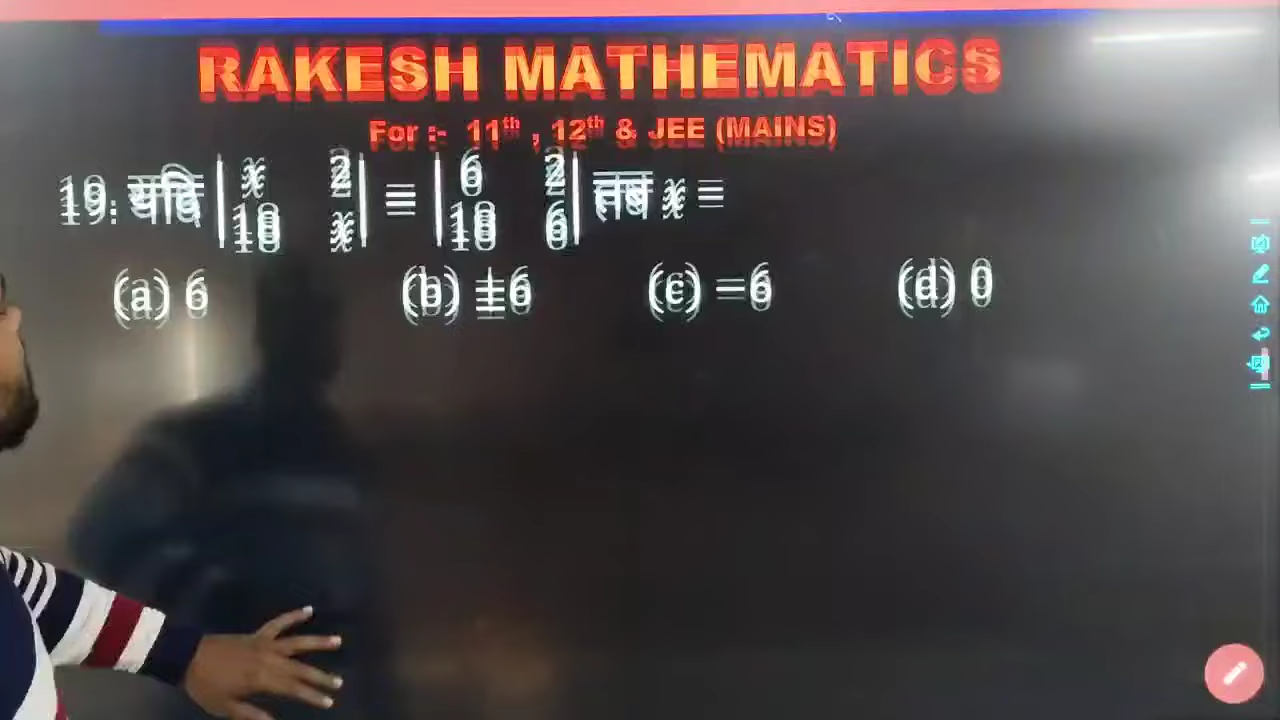 RAKESH MATHEMATICS
For :- 11th , 12th & JEE (MAINS)
19. यदि | x 2 | = | 6 2 | तब x =
| 18 x | | 18 6 |
(a) 6 (b) ±6 (c) −6 (d) 0